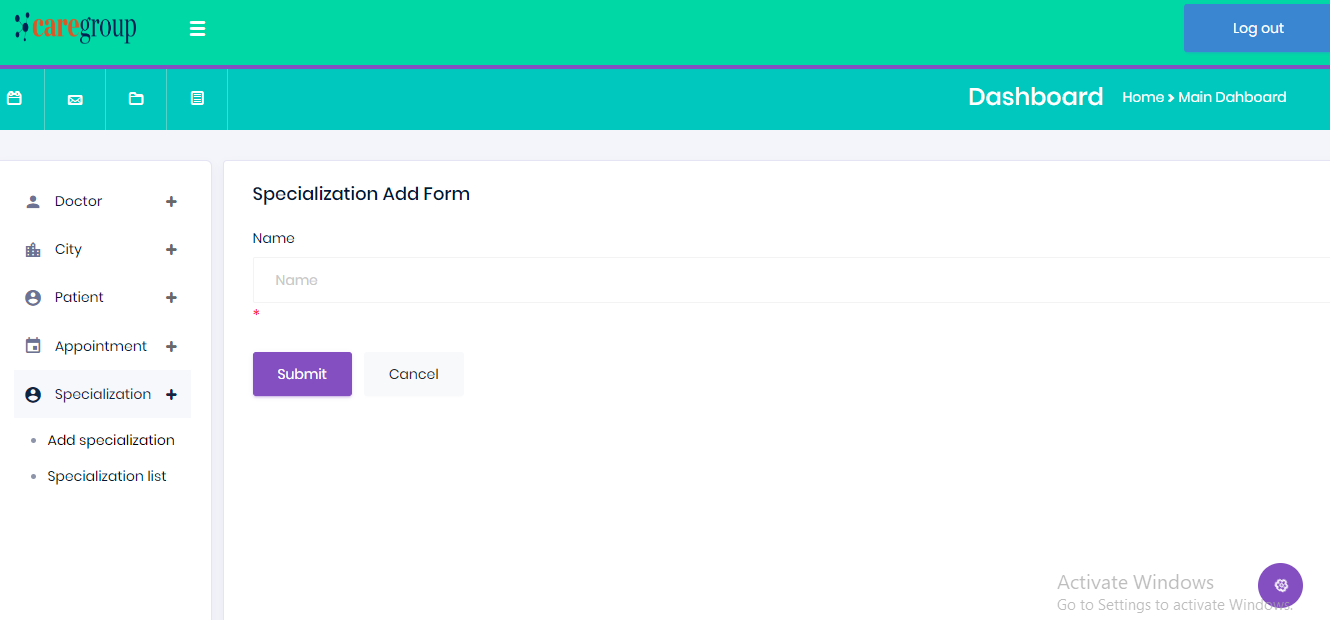 caregroup
Log out
Dashboard
Home > Main Dahboard
Doctor +
City +
Patient +
Appointment +
Specialization +
• Add specialization
• Specialization list
Specialization Add Form
Name
Name
*
Submit
Cancel
Activate Windows
Go to Settings to activate Windows.